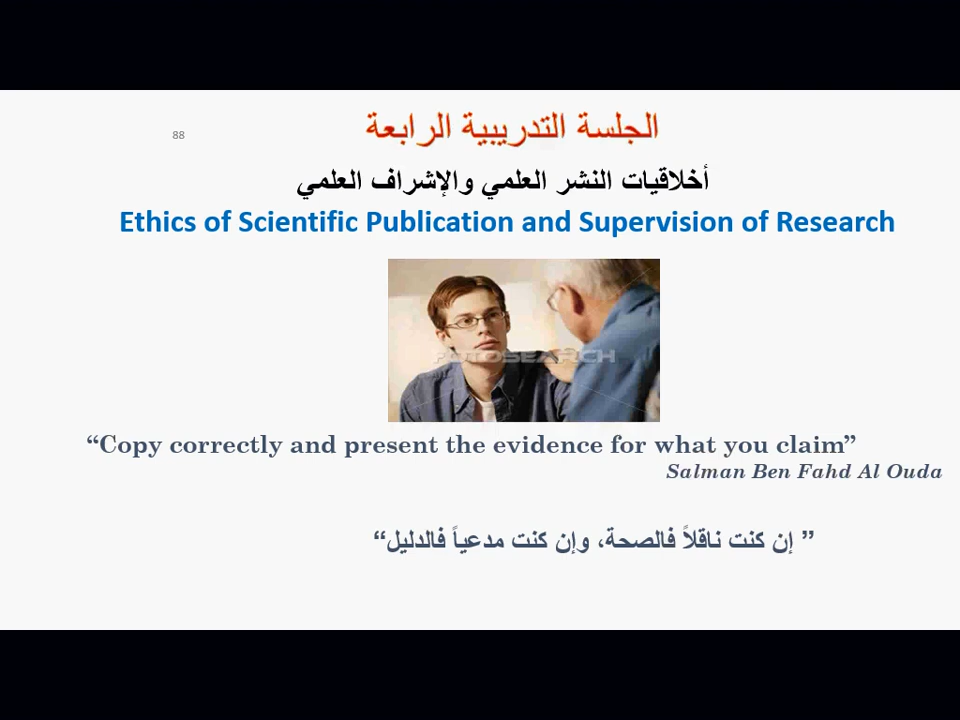 88
الجلسة التدريبية الرابعة
أخلاقيات النشر العلمي والإشراف العلمي
Ethics of Scientific Publication and Supervision of Research
FOTOSEARCH
“Copy correctly and present the evidence for what you claim”
Salman Ben Fahd Al Ouda
” إن كنت ناقلاً فالصحة، وإن كنت مدعياً فالدليل“